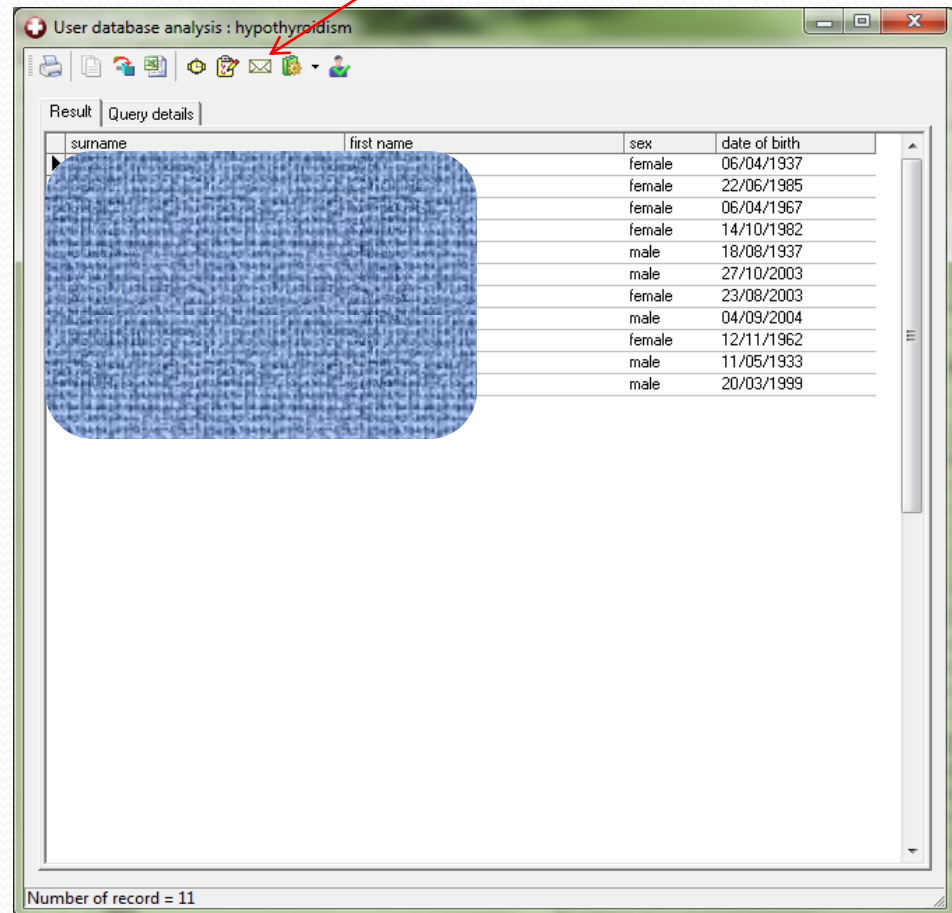 User database analysis : hypothyroidism
Result Query details
surname first name sex date of birth
female 06/04/1937
female 22/06/1985
female 06/04/1967
female 14/10/1982
male 18/08/1937
male 27/10/2003
female 23/08/2003
male 04/09/2004
female 12/11/1962
male 11/05/1933
male 20/03/1999
Number of record = 11